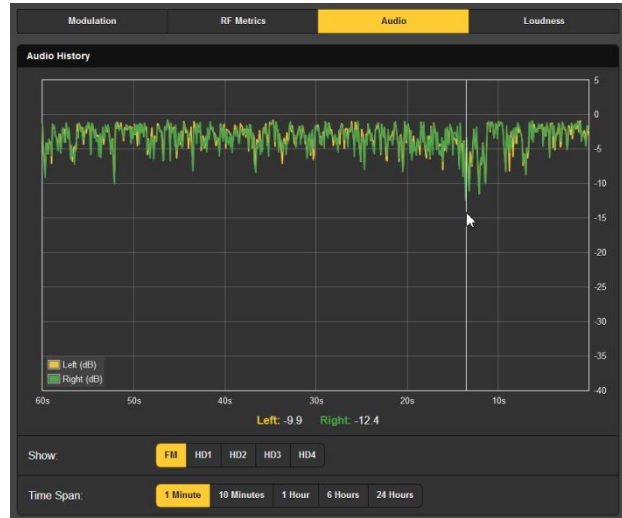 Modulation RF Metrics Audio Loudness
Audio History
5
0
-5
-10
-15
-20
-25
-30
-35
-40
Left (dB)
Right (dB)
60s 50s 40s 30s 20s 10s
Left: -9.9 Right: -12.4
Show: FM HD1 HD2 HD3 HD4
Time Span: 1 Minute 10 Minutes 1 Hour 6 Hours 24 Hours